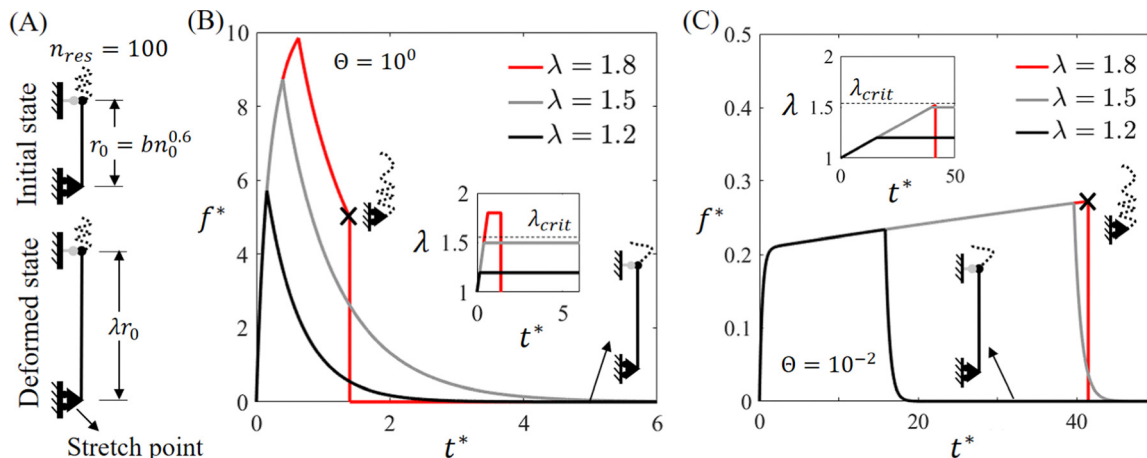 (A)
n_res = 100
Initial state
r_0 = bn_0^0.6
Deformed state
λr_0
Stretch point
(B)
10
8
6
4
2
0
f*
0 2 4 6
t*
Θ = 10^0
λ = 1.8
λ = 1.5
λ = 1.2
2
1.5
1
λ
λ_crit
0 5
t*
(C)
0.5
0.4
0.3
0.2
0.1
0
f*
0 20 40
t*
Θ = 10^-2
λ = 1.8
λ = 1.5
λ = 1.2
2
1.5
1
λ
λ_crit
0 50
t*